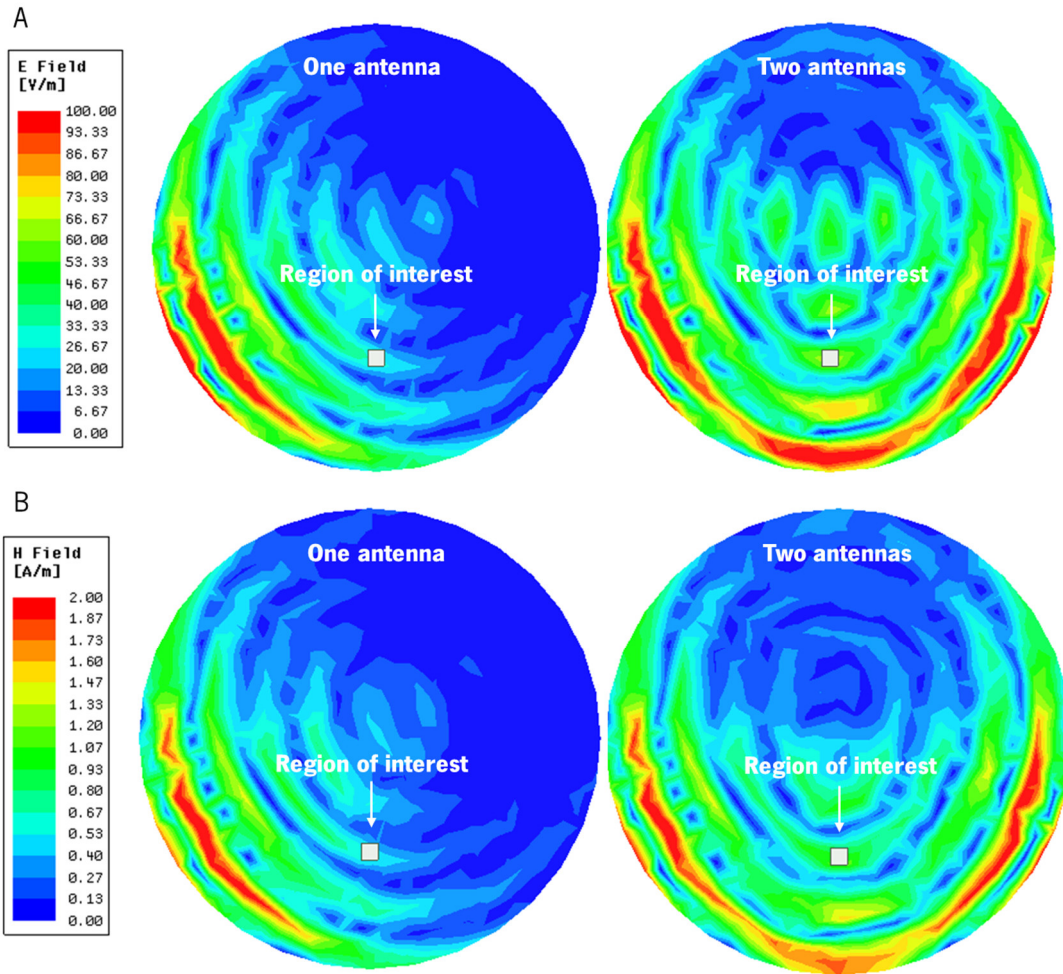 A
E Field
[V/m]
100.00
93.33
86.67
80.00
73.33
66.67
60.00
53.33
46.67
40.00
33.33
26.67
20.00
13.33
6.67
0.00
One antenna
Region of interest
Two antennas
Region of interest
B
H Field
[A/m]
2.00
1.87
1.73
1.60
1.47
1.33
1.20
1.07
0.93
0.80
0.67
0.53
0.40
0.27
0.13
0.00
One antenna
Region of interest
Two antennas
Region of interest